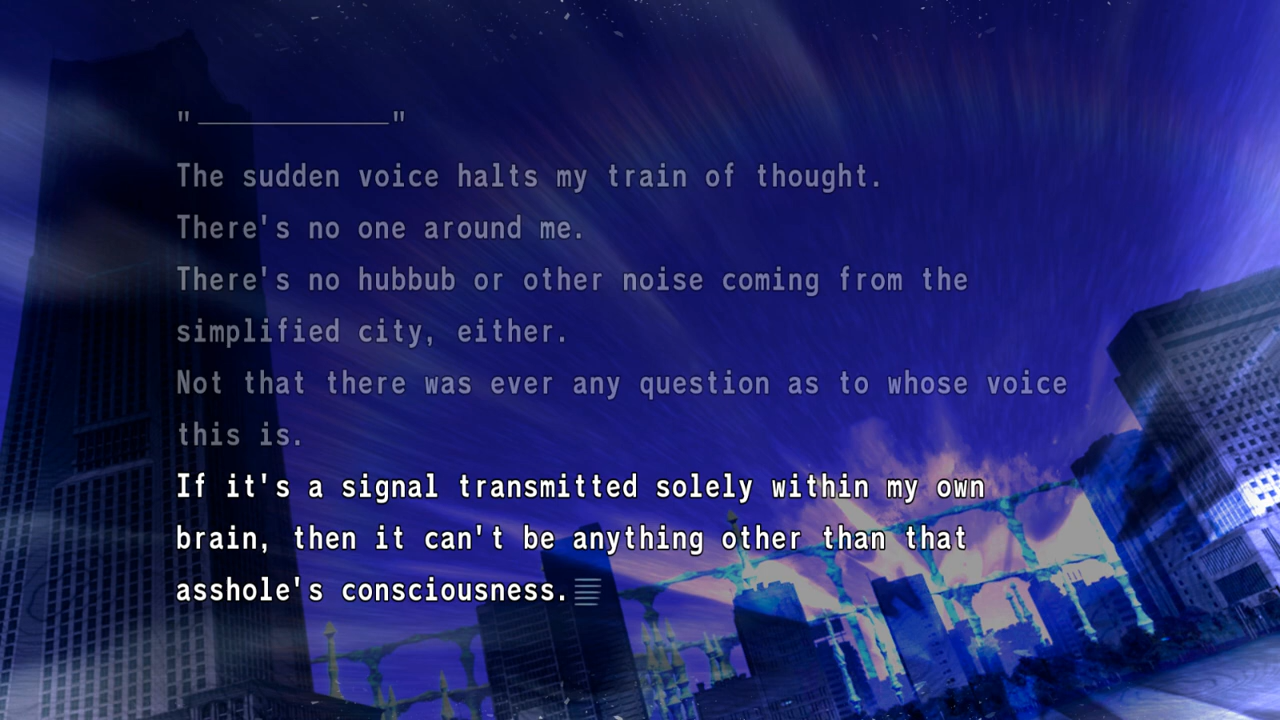 "____________"
The sudden voice halts my train of thought.
There's no one around me.
There's no hubbub or other noise coming from the
simplified city, either.
Not that there was ever any question as to whose voice
this is.
If it's a signal transmitted solely within my own
brain, then it can't be anything other than that
asshole's consciousness.